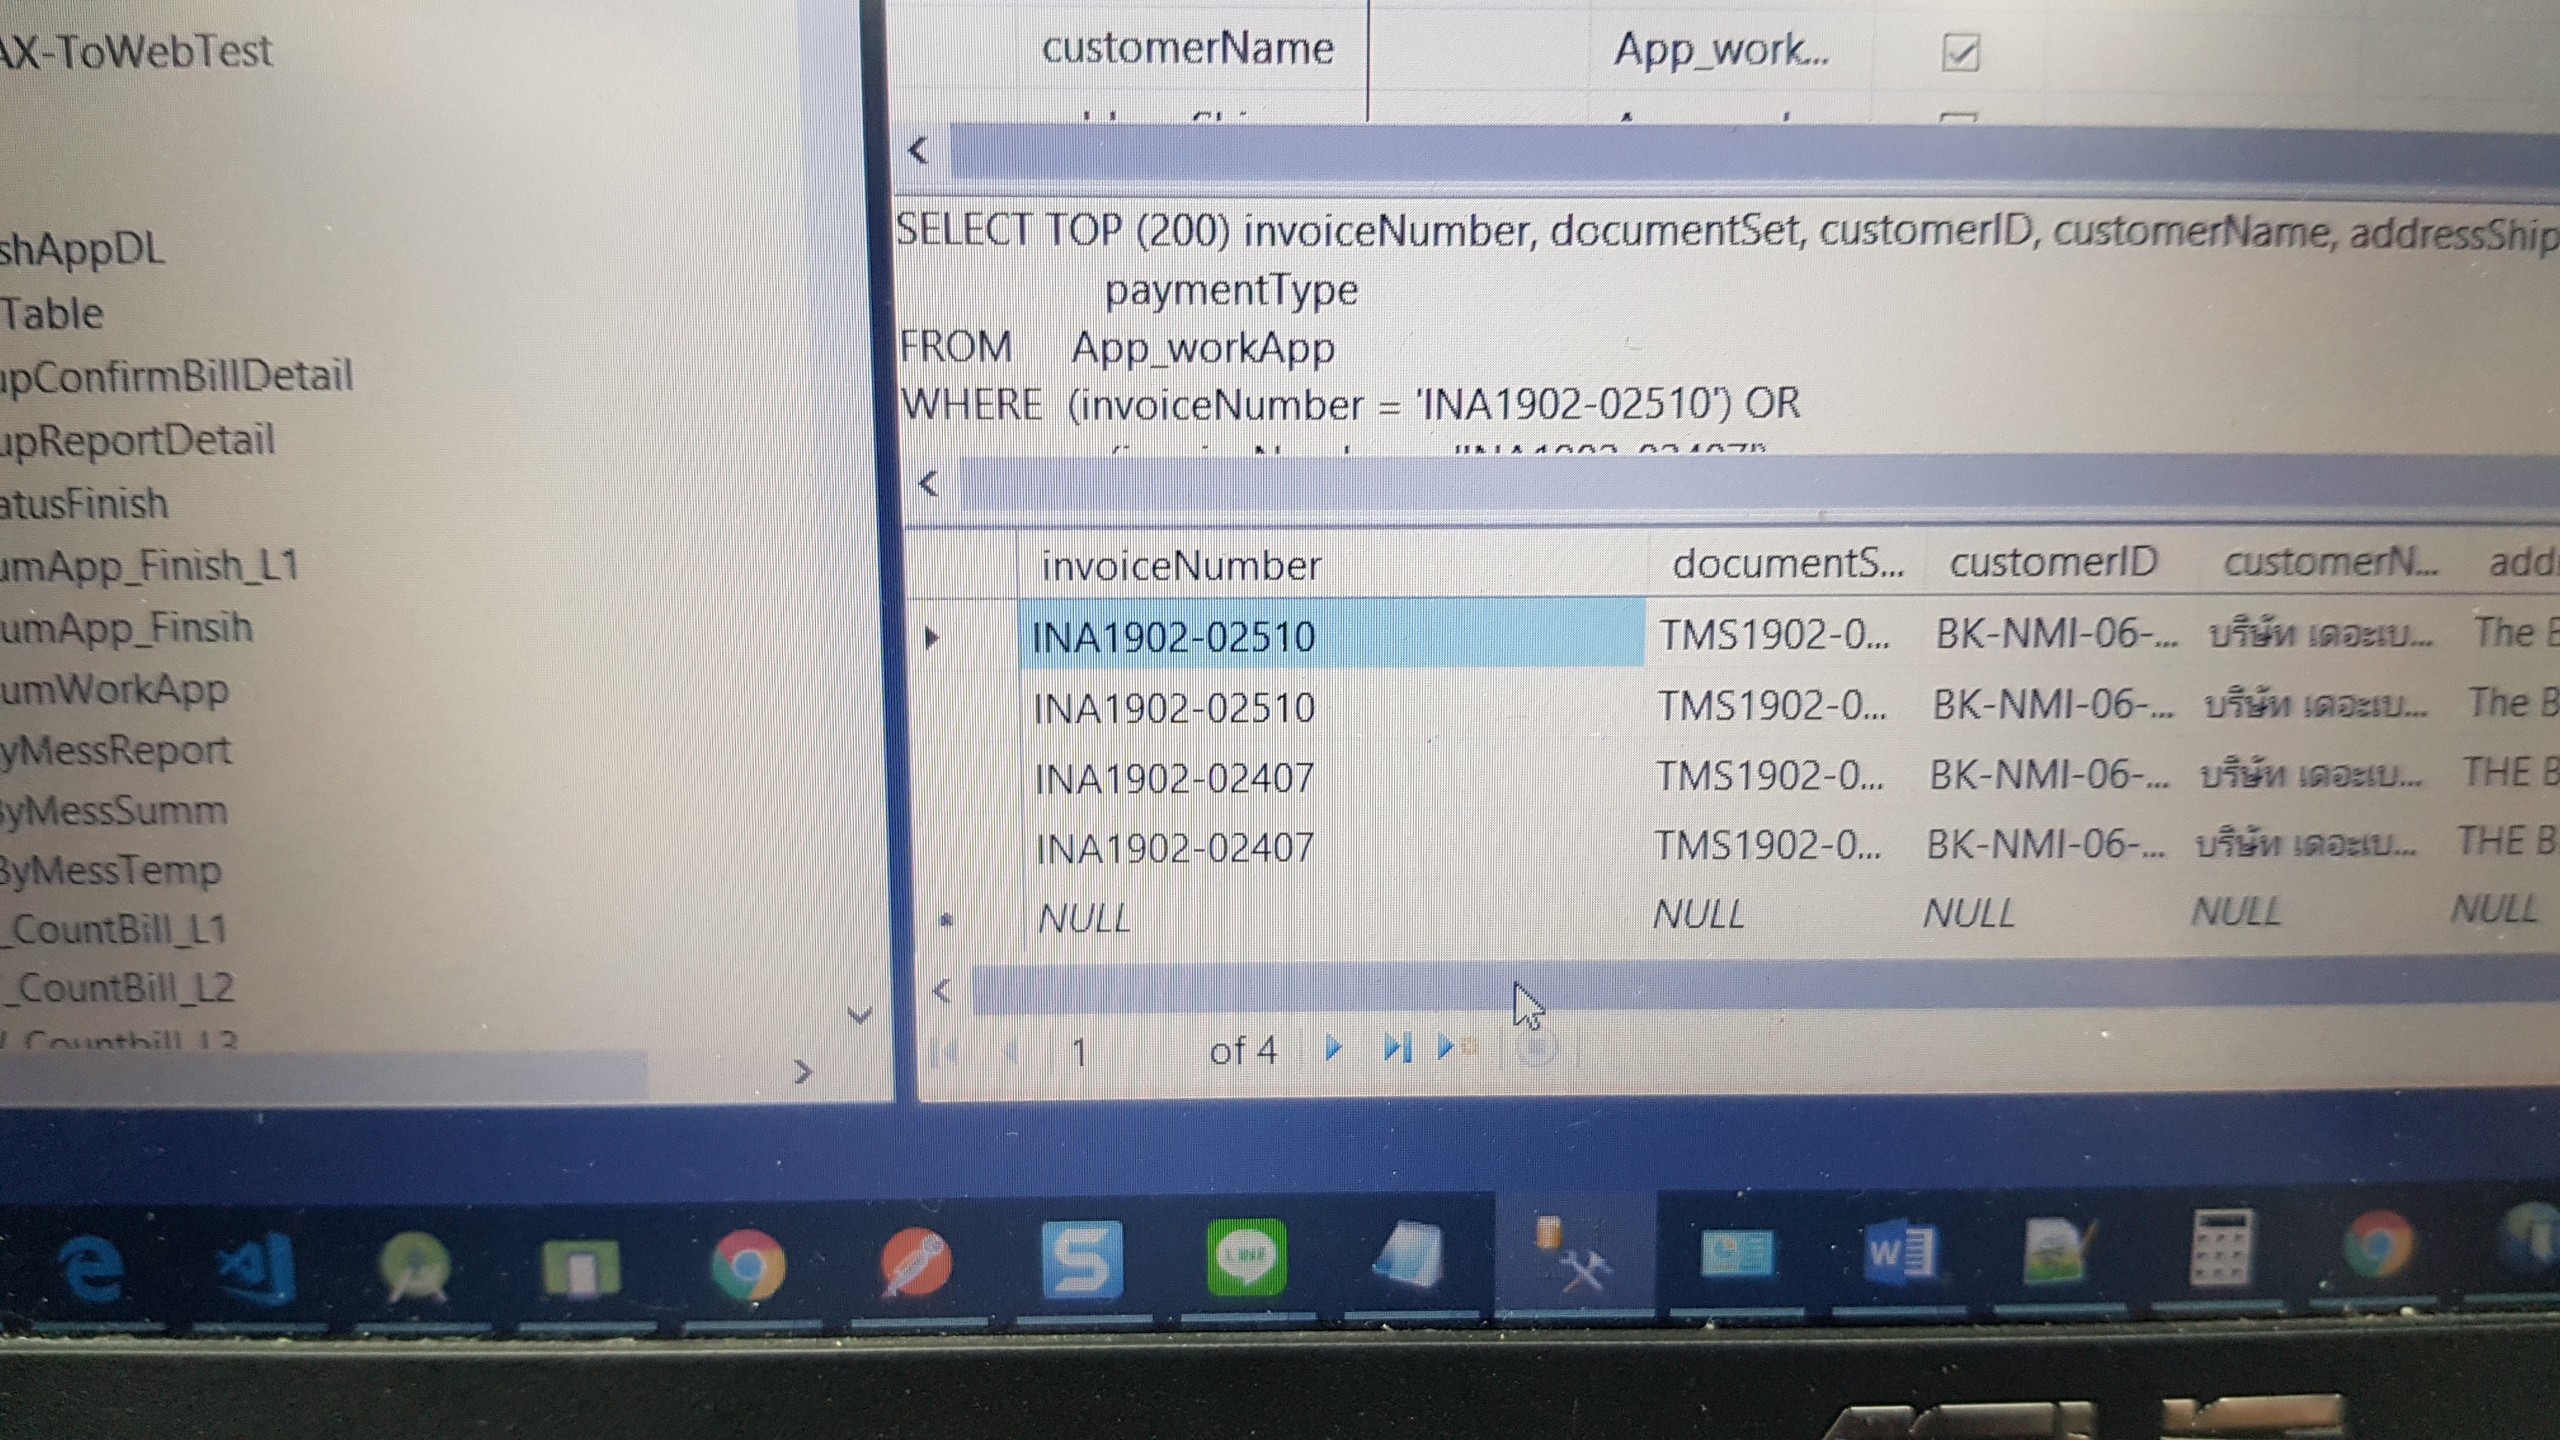 AX-ToWebTest
shAppDL
Table
upConfirmBillDetail
upReportDetail
atusFinish
umApp_Finish_L1
umApp_Finsih
umWorkApp
yMessReport
ByMessSumm
ByMessTemp
_CountBill_L1
_CountBill_L2
customerName App_work...
SELECT TOP (200) invoiceNumber, documentSet, customerID, customerName, addressShip
paymentType
FROM App_workApp
WHERE (invoiceNumber = 'INA1902-02510') OR
invoiceNumber documentS... customerID customerN... add
INA1902-02510 TMS1902-0... BK-NMI-06-... บริษัท เดอะเบ... The B
INA1902-02510 TMS1902-0... BK-NMI-06-... บริษัท เดอะเบ... The B
INA1902-02407 TMS1902-0... BK-NMI-06-... บริษัท เดอะเบ... THE B
INA1902-02407 TMS1902-0... BK-NMI-06-... บริษัท เดอะเบ... THE B
NULL NULL NULL NULL NULL
1 of 4
S LINE W